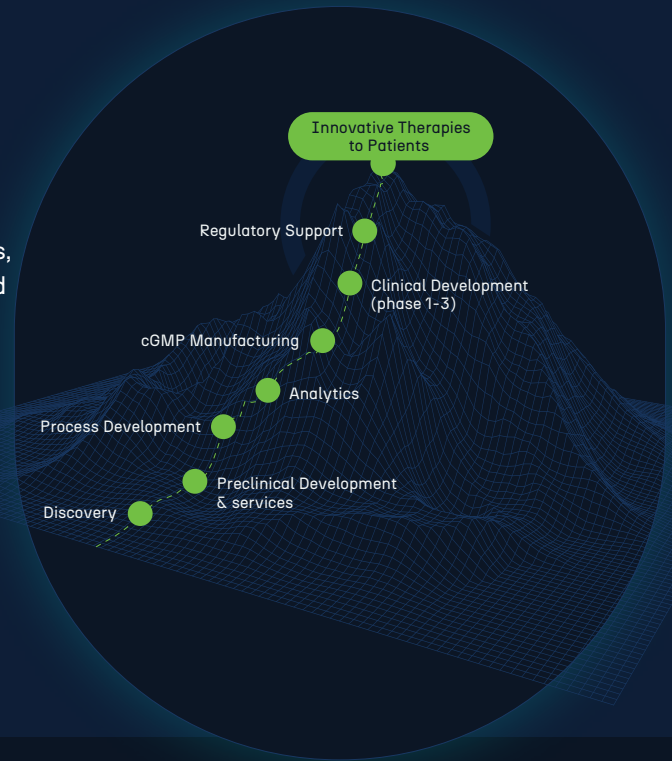 Innovative Therapies
to Patients
Regulatory Support
s,
d
Clinical Development
(phase 1-3)
cGMP Manufacturing
Analytics
Process Development
Preclinical Development
& services
Discovery